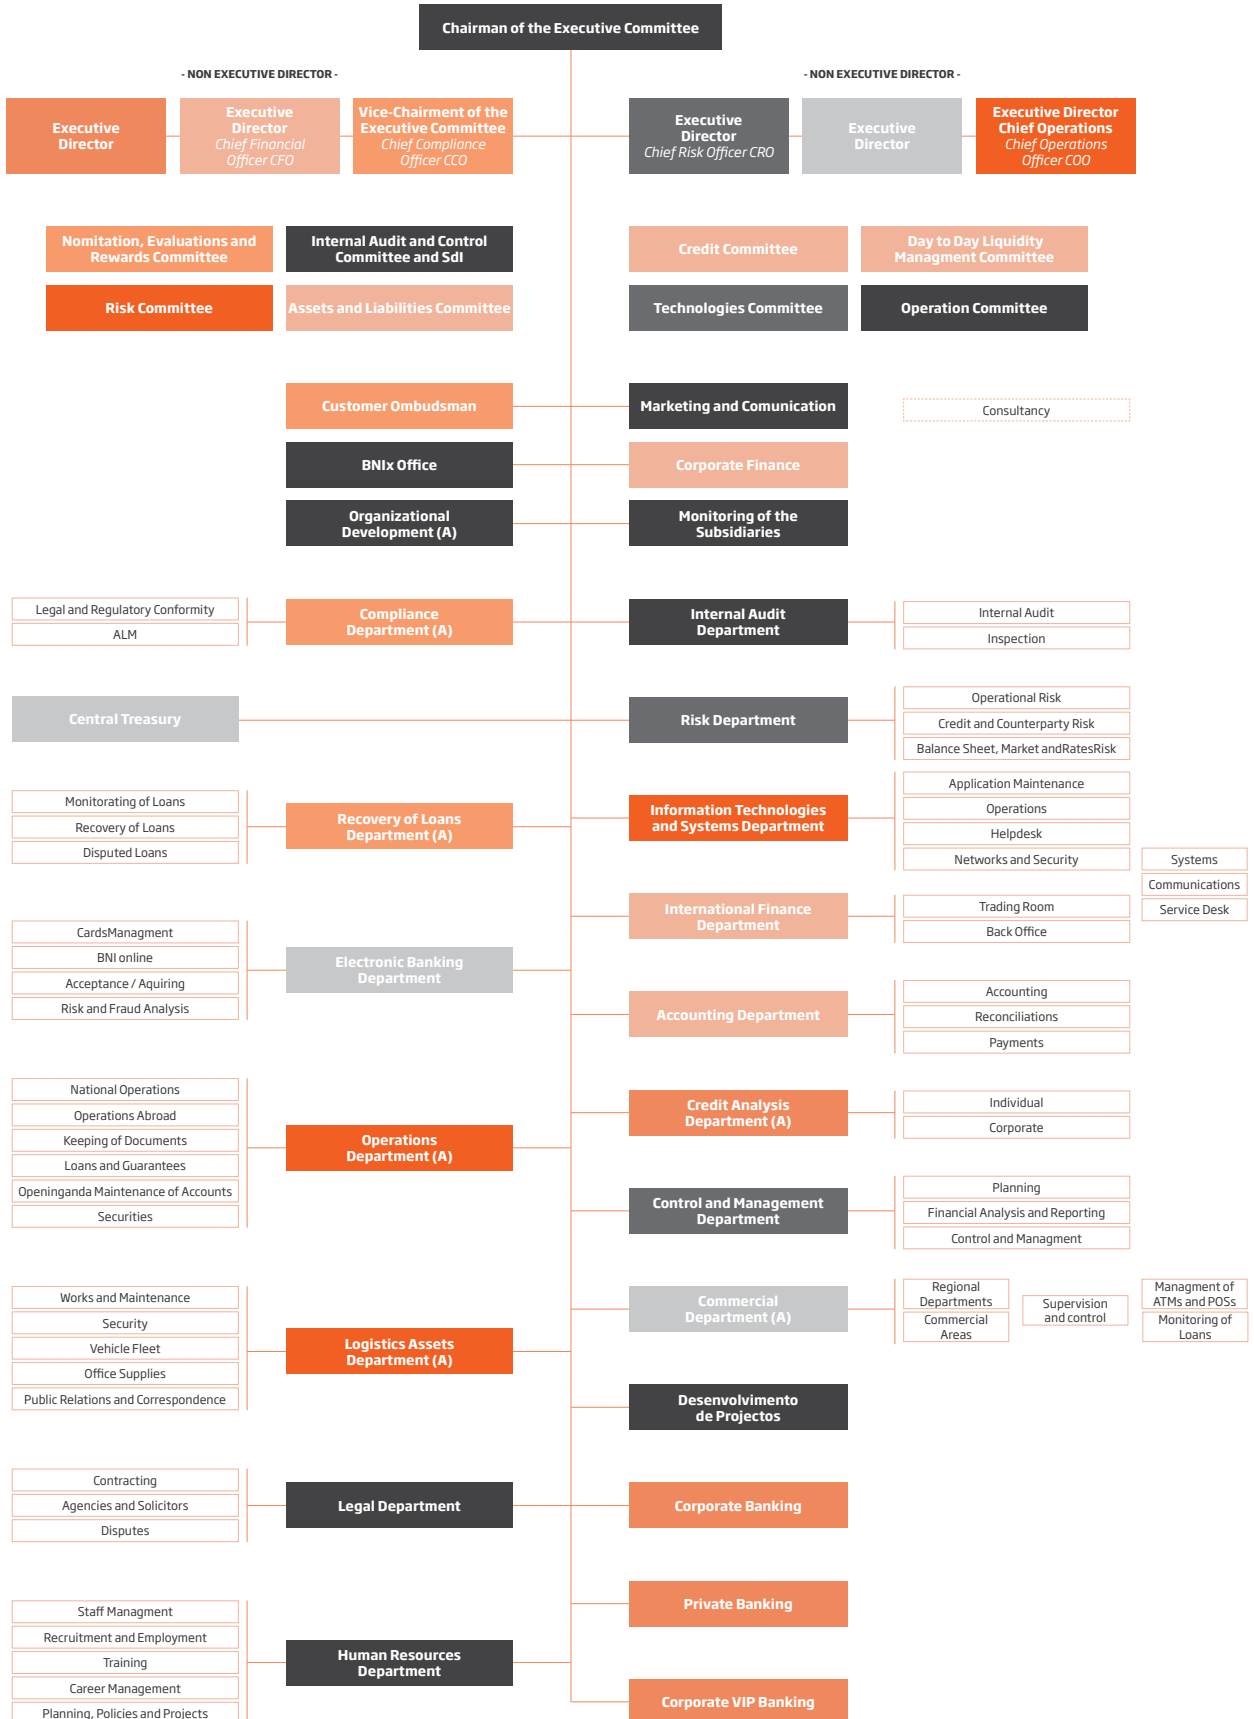 Chairman of the Executive Committee
- NON EXECUTIVE DIRECTOR -
- NON EXECUTIVE DIRECTOR -
Executive
Director
Executive
Director
Chief Financial
Officer CFO
Vice-Chairment of the
Executive Committee
Chief Compliance
Officer CCO
Executive
Director
Chief Risk Officer CRO
Executive
Director
Executive Director
Chief Operations
Chief Operations
Officer COO
Nomitation, Evaluations and
Rewards Committee
Internal Audit and Control
Committee and SdI
Credit Committee
Day to Day Liquidity
Managment Committee
Risk Committee
Assets and Liabilities Committee
Technologies Committee
Operation Committee
Customer Ombudsman
Marketing and Comunication
Consultancy
BNIx Office
Corporate Finance
Organizational
Development (A)
Monitoring of the
Subsidiaries
Legal and Regulatory Conformity
ALM
Compliance
Department (A)
Internal Audit
Department
Internal Audit
Inspection
Central Treasury
Risk Department
Operational Risk
Credit and Counterparty Risk
Balance Sheet, Market andRatesRisk
Monitorating of Loans
Recovery of Loans
Disputed Loans
Recovery of Loans
Department (A)
Information Technologies
and Systems Department
Application Maintenance
Operations
Helpdesk
Networks and Security
Systems
Communications
Service Desk
International Finance
Department
Trading Room
Back Office
CardsManagment
BNI online
Acceptance / Aquiring
Risk and Fraud Analysis
Electronic Banking
Department
Accounting Department
Accounting
Reconciliations
Payments
National Operations
Operations Abroad
Keeping of Documents
Loans and Guarantees
Openinganda Maintenance of Accounts
Securities
Operations
Department (A)
Credit Analysis
Department (A)
Individual
Corporate
Control and Management
Department
Planning
Financial Analysis and Reporting
Control and Managment
Works and Maintenance
Security
Vehicle Fleet
Office Supplies
Public Relations and Correspondence
Logistics Assets
Department (A)
Commercial
Department (A)
Regional
Departments
Commercial
Areas
Supervision
and control
Managment of
ATMs and POSs
Monitoring of
Loans
Desenvolvimento
de Projectos
Contracting
Agencies and Solicitors
Disputes
Legal Department
Corporate Banking
Private Banking
Staff Managment
Recruitment and Employment
Training
Career Management
Planning, Policies and Projects
Human Resources
Department
Corporate VIP Banking